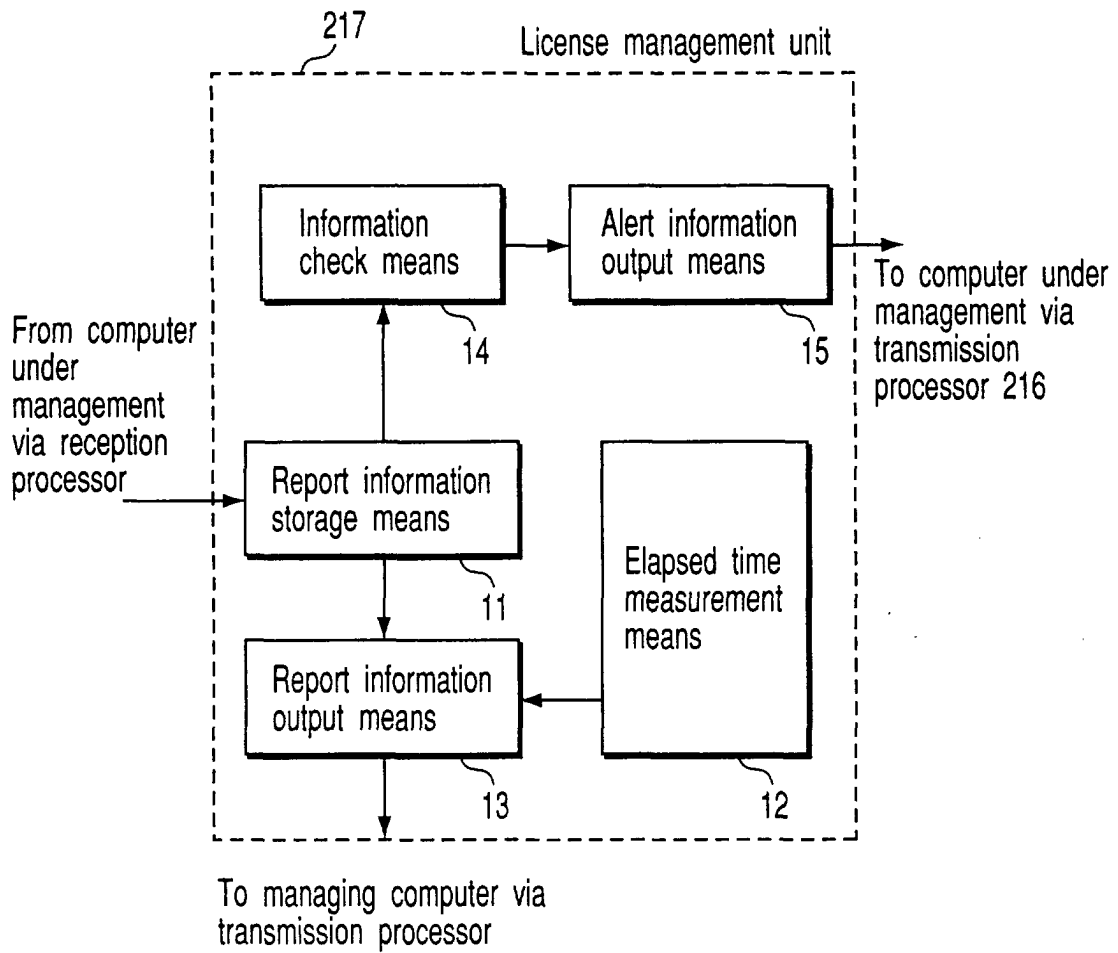 217
License management unit
Information
check means
14
Alert information
output means
15
To computer under
management via
transmission
processor 216
From computer
under
management
via reception
processor
Report information
storage means
11
Elapsed time
measurement
means
12
Report information
output means
13
To managing computer via
transmission processor